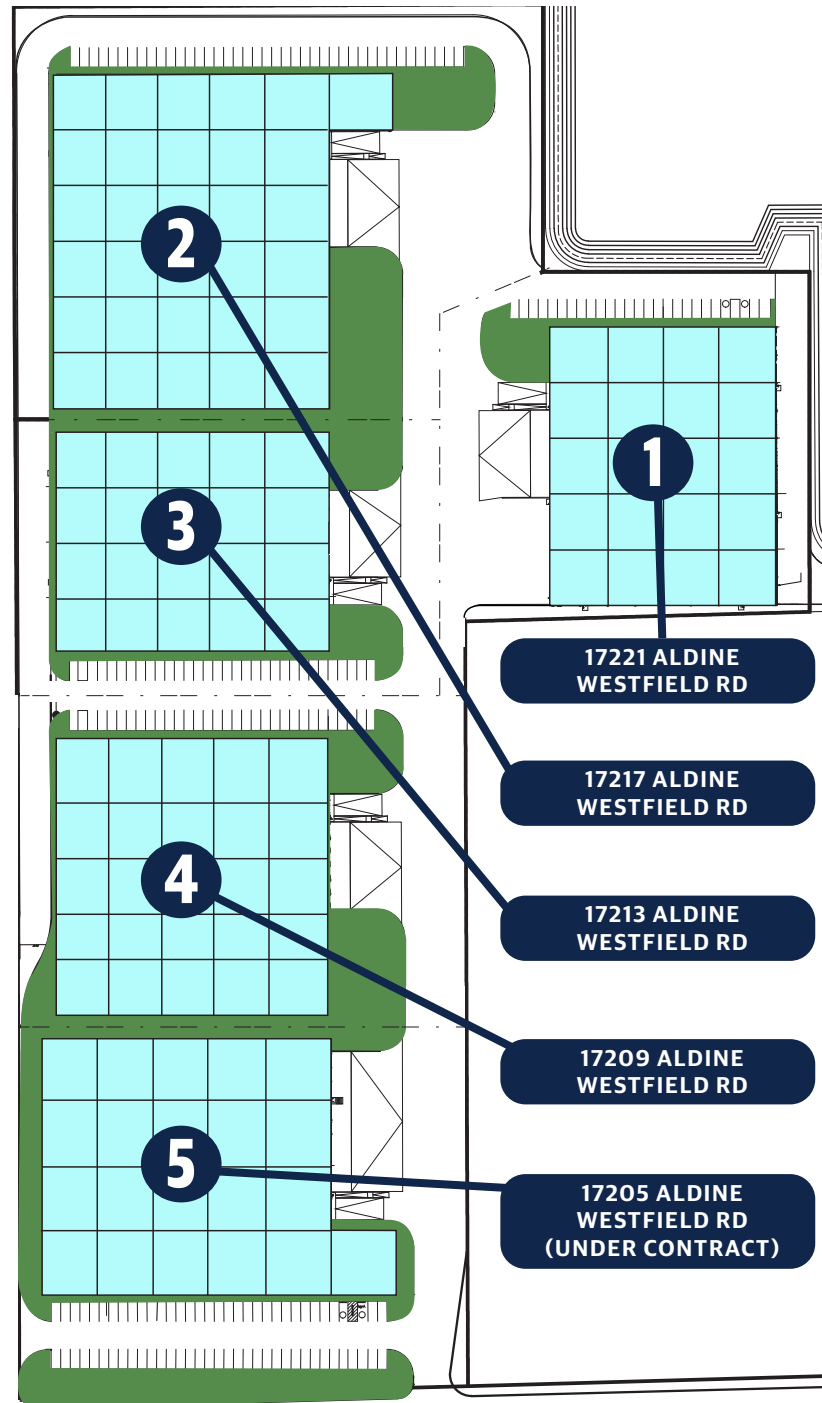 2
1
3
17221 ALDINE
WESTFIELD RD
17217 ALDINE
WESTFIELD RD
4
17213 ALDINE
WESTFIELD RD
17209 ALDINE
WESTFIELD RD
5
17205 ALDINE
WESTFIELD RD
(UNDER CONTRACT)